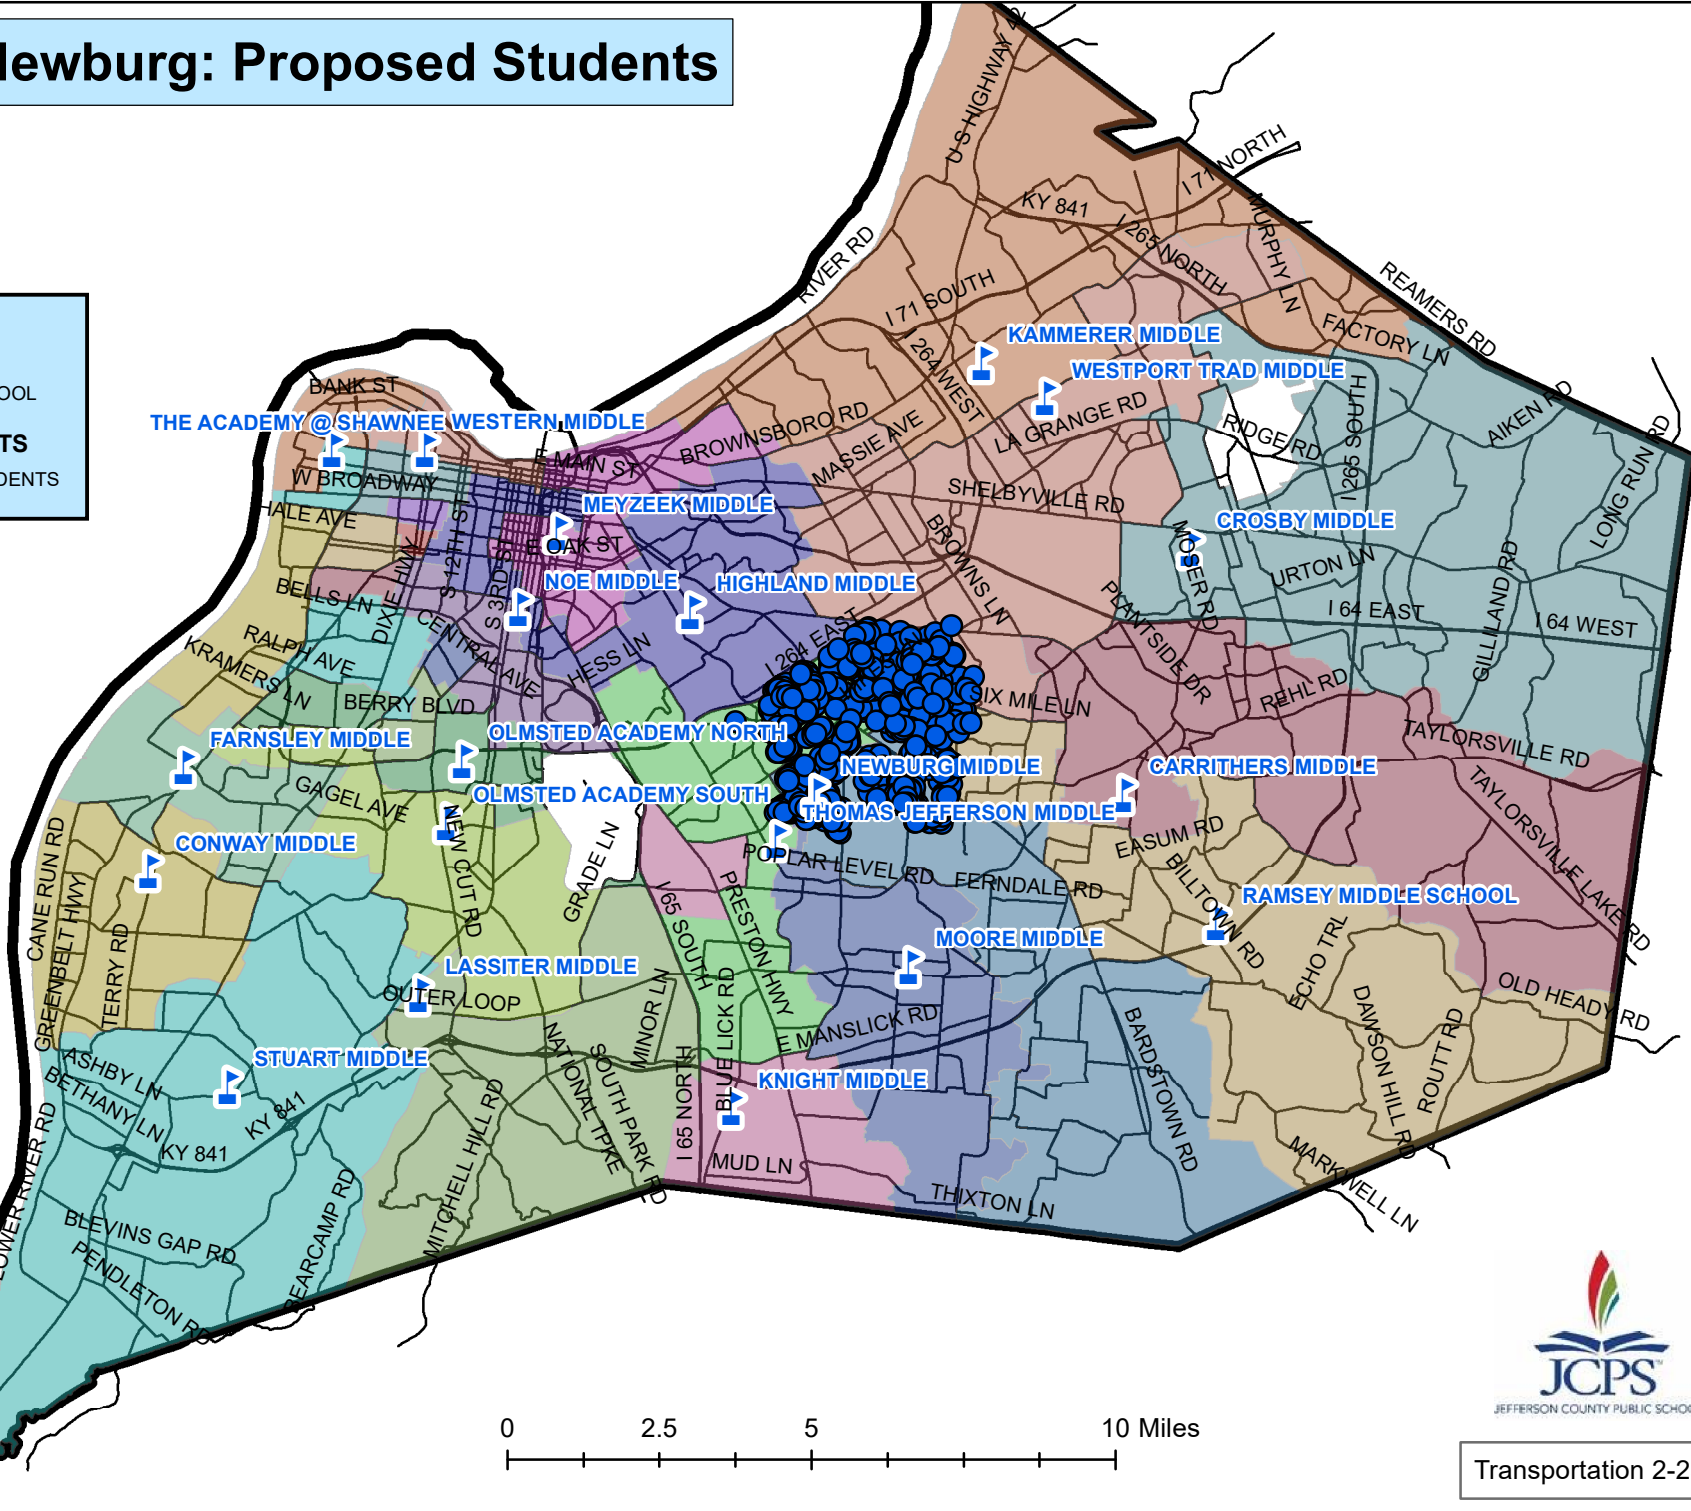 lewburg: Proposed Students
OOL
TS
DENTS
U S HIGHWAY 42
I 71 NORTH
KY 841
I 265 NORTH
MURPHY LN
RIVER RD
REAMERS RD
I 71 SOUTH
FACTORY LN
KAMMERER MIDDLE
I 264 WEST
WESTPORT TRAD MIDDLE
BANK ST
I 265 SOUTH
AIKEN RD
THE ACADEMY @ SHAWNEE
WESTERN MIDDLE
BROWNSBORO RD
MASSIE AVE
LA GRANGE RD
RIDGE RD
LONG RUN RD
E MAIN ST
W BROADWAY
SHELBYVILLE RD
MEYZEEK MIDDLE
HALE AVE
CROSBY MIDDLE
S 12TH ST
E OAK ST
BROWNS LN
MOSER RD
URTON LN
GILLILAND RD
DIXIE HWY
S 3RD ST
NOE MIDDLE
HIGHLAND MIDDLE
BELLS LN
PLANTSIDE DR
I 64 EAST
I 64 WEST
CENTRAL AVE
I 264 EAST
RALPH AVE
HESS LN
KRAMERS LN
BERRY BLVD
SIX MILE LN
REHL RD
FARNSLEY MIDDLE
OLMSTED ACADEMY NORTH
TAYLORSVILLE RD
NEWBURG MIDDLE
CARRITHERS MIDDLE
GAGEL AVE
OLMSTED ACADEMY SOUTH
THOMAS JEFFERSON MIDDLE
TAYLORSVILLE LAKE RD
CONWAY MIDDLE
NEW CUT RD
GRADE LN
POPLAR LEVEL RD
EASUM RD
CANE RUN RD
FERNDALE RD
BILLTOWN RD
RAMSEY MIDDLE SCHOOL
GREENBELT HWY
TERRY RD
I 65 SOUTH
PRESTON HWY
MOORE MIDDLE
ECHO TRL
LASSITER MIDDLE
OUTER LOOP
MINOR LN
BLUE LICK RD
E MANSLICK RD
OLD HEADY RD
DAWSON HILL RD
ROUTT RD
BARDSTOWN RD
NATIONAL TPKE
SOUTH PARK RD
STUART MIDDLE
ASHBY LN
BETHANY LN
KY 841
KY 841
KNIGHT MIDDLE
I 65 NORTH
MITCHELL HILL RD
MUD LN
MARKWELL LN
LOWER RIVER RD
THIXTON LN
BEARCAMP RD
BLEVINS GAP RD
PENDLETON RD
JCPS
JEFFERSON COUNTY PUBLIC SCHOO
0 2.5 5 10 Miles
Transportation 2-2